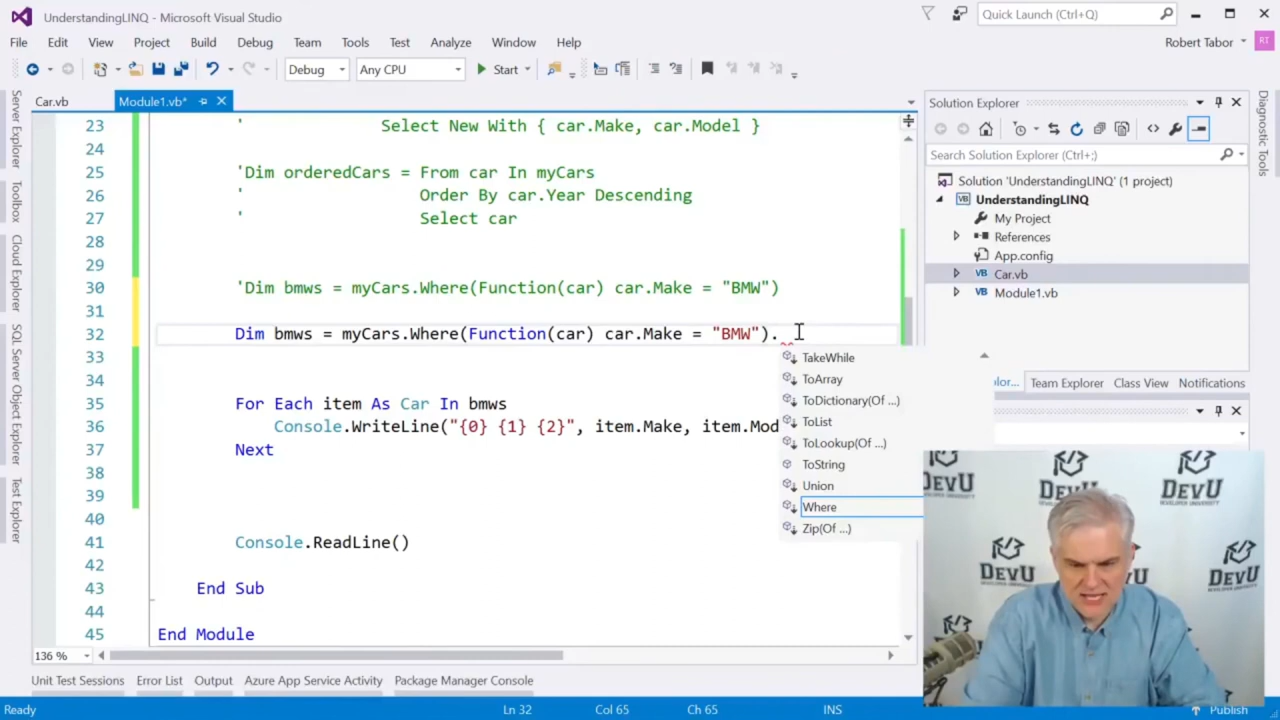 UnderstandingLINQ - Microsoft Visual Studio
Quick Launch (Ctrl+Q)
File Edit View Project Build Debug Team Tools Test Analyze Window Help
Robert Tabor RT
Debug Any CPU Start
Car.vb Module1.vb*
Server Explorer
Toolbox
Cloud Explorer
SQL Server Object Explorer
Test Explorer
23 ' Select New With { car.Make, car.Model }
24
25 'Dim orderedCars = From car In myCars
26 ' Order By car.Year Descending
27 ' Select car
28
29
30 'Dim bmws = myCars.Where(Function(car) car.Make = "BMW")
31
32 Dim bmws = myCars.Where(Function(car) car.Make = "BMW").
33
34
35 For Each item As Car In bmws
36 Console.WriteLine("{0} {1} {2}", item.Make, item.Mod
37 Next
38
39
40
41 Console.ReadLine()
42
43 End Sub
44
45 End Module
TakeWhile
ToArray
ToDictionary(Of ...)
ToList
ToLookup(Of ...)
ToString
Union
Where
Zip(Of ...)
Solution Explorer
Search Solution Explorer (Ctrl+;)
Solution 'UnderstandingLINQ' (1 project)
UnderstandingLINQ
My Project
References
App.config
Car.vb
Module1.vb
Diagnostic Tools
lor... Team Explorer Class View Notifications
DEVU DEVU
DEVELOPER UNIVERSITY
DEVU DEVU
136 %
Unit Test Sessions Error List Output Azure App Service Activity Package Manager Console
Ready Ln 32 Col 65 Ch 65 INS Publish